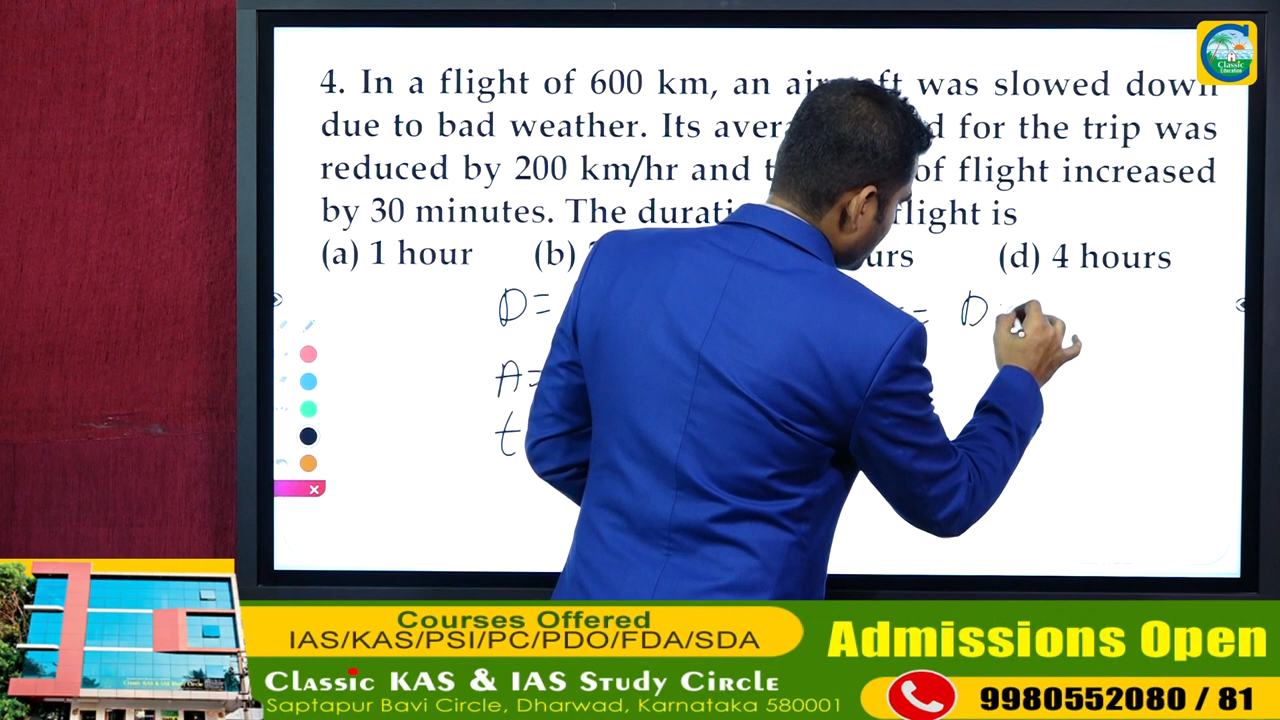 Classic
Education
4. In a flight of 600 km, an was slowed down
due to bad weather. Its for the trip was
reduced by 200 km/hr and of flight increased
by 30 minutes. The flight is
(a) 1 hour (b) (d) 4 hours
D= = D
A=
t
Courses Offered
IAS/KAS/PSI/PC/PDO/FDA/SDA
Admissions Open
Classic KAS & IAS Study Circle
Saptapur Bavi Circle, Dharwad, Karnataka 580001
9980552080 / 81